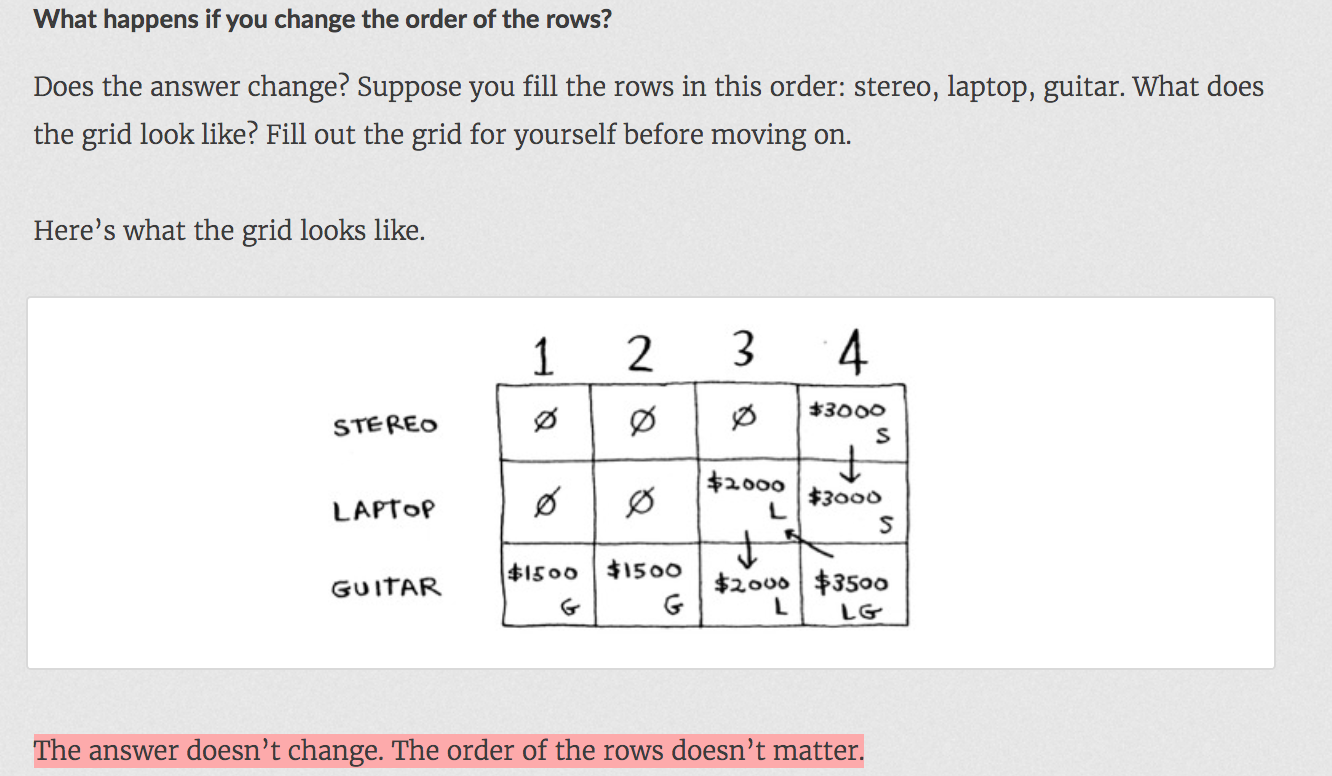 What happens if you change the order of the rows?
Does the answer change? Suppose you fill the rows in this order: stereo, laptop, guitar. What does
the grid look like? Fill out the grid for yourself before moving on.
Here’s what the grid looks like.
1 2 3 4
STEREO Ø Ø Ø $3000 S
LAPTOP Ø Ø $2000 L $3000 S
GUITAR $1500 G $1500 G $2000 L $3500 LG
The answer doesn’t change. The order of the rows doesn’t matter.